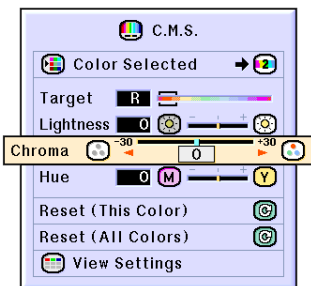 C.M.S.
Color Selected 2
Target R
Lightness 0 - +
Chroma -30 0 +30
Hue 0 M - + Y
Reset (This Color)
Reset (All Colors)
View Settings